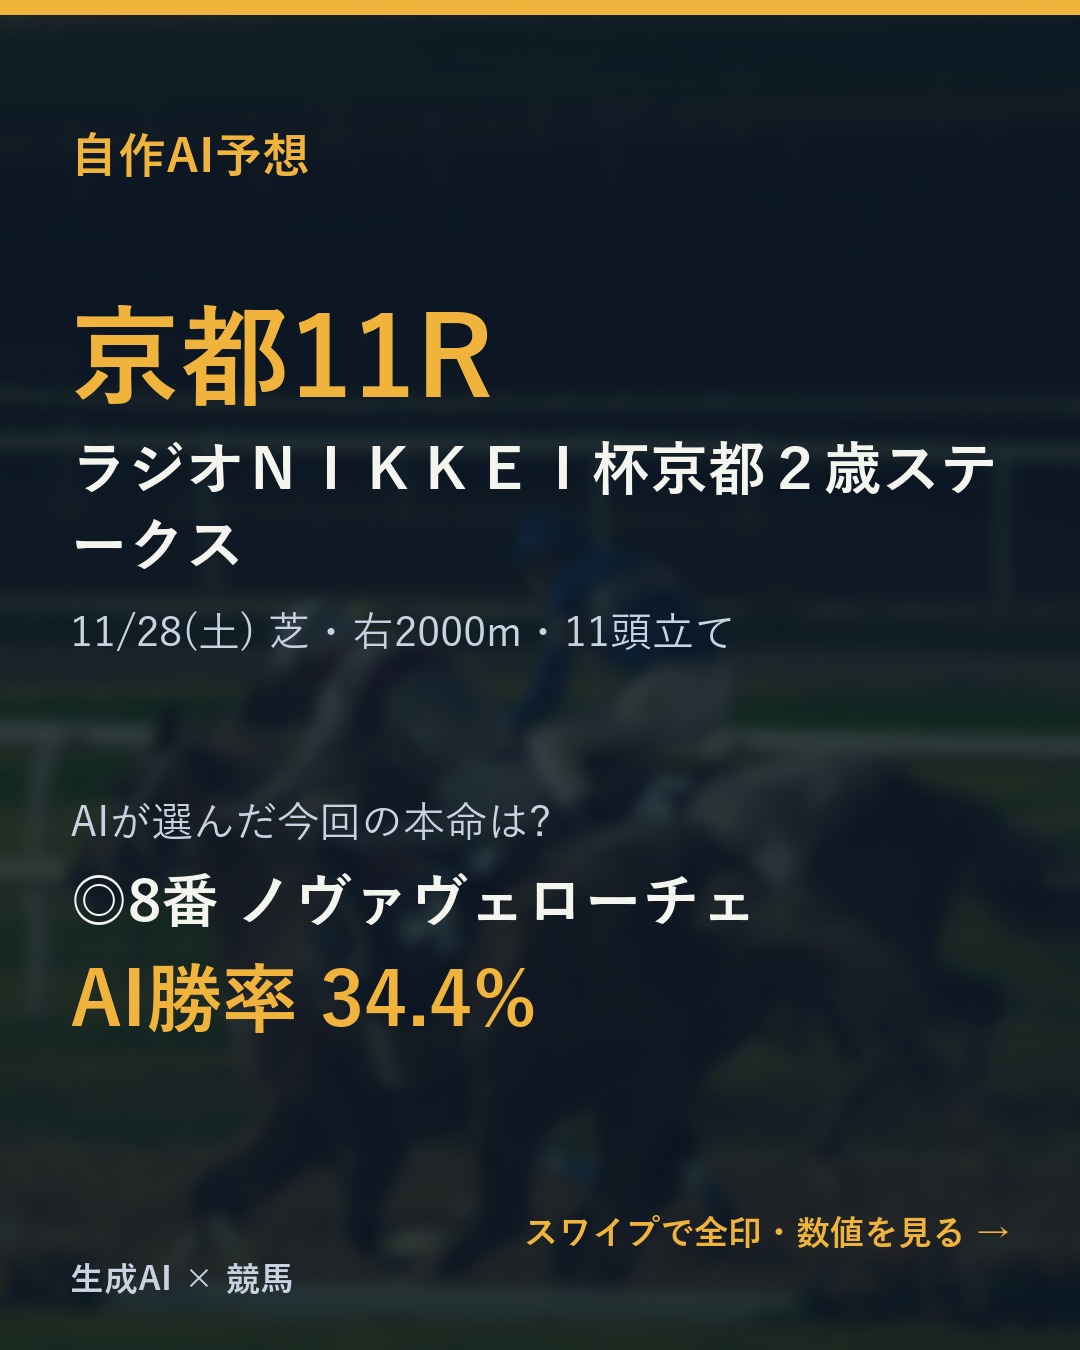 自作AI予想
京都11R
ラジオＮＩＫＫＥＩ杯京都２歳ステ
ークス
11/28(土) 芝・右2000m・11頭立て
AIが選んだ今回の本命は?
◎8番 ノヴァヴェローチェ
AI勝率 34.4%
スワイプで全印・数値を見る →
生成AI × 競馬